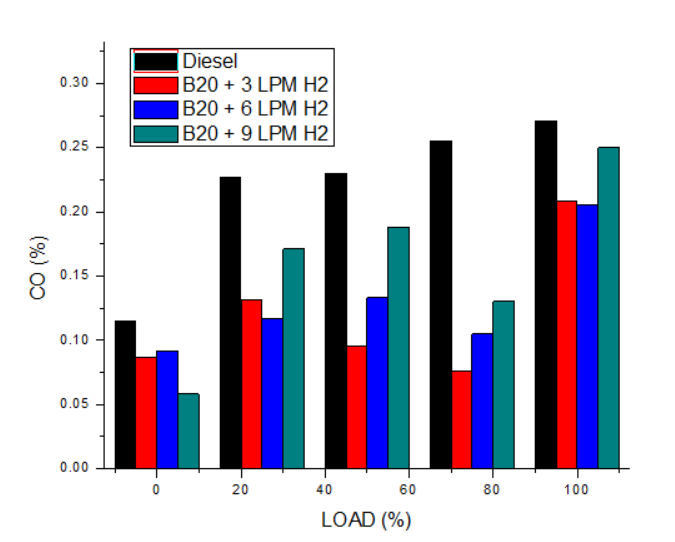 Diesel
B20 + 3 LPM H2
B20 + 6 LPM H2
B20 + 9 LPM H2
0.30
0.25
0.20
0.15
0.10
0.05
0.00
CO (%)
0 20 40 60 80 100
LOAD (%)